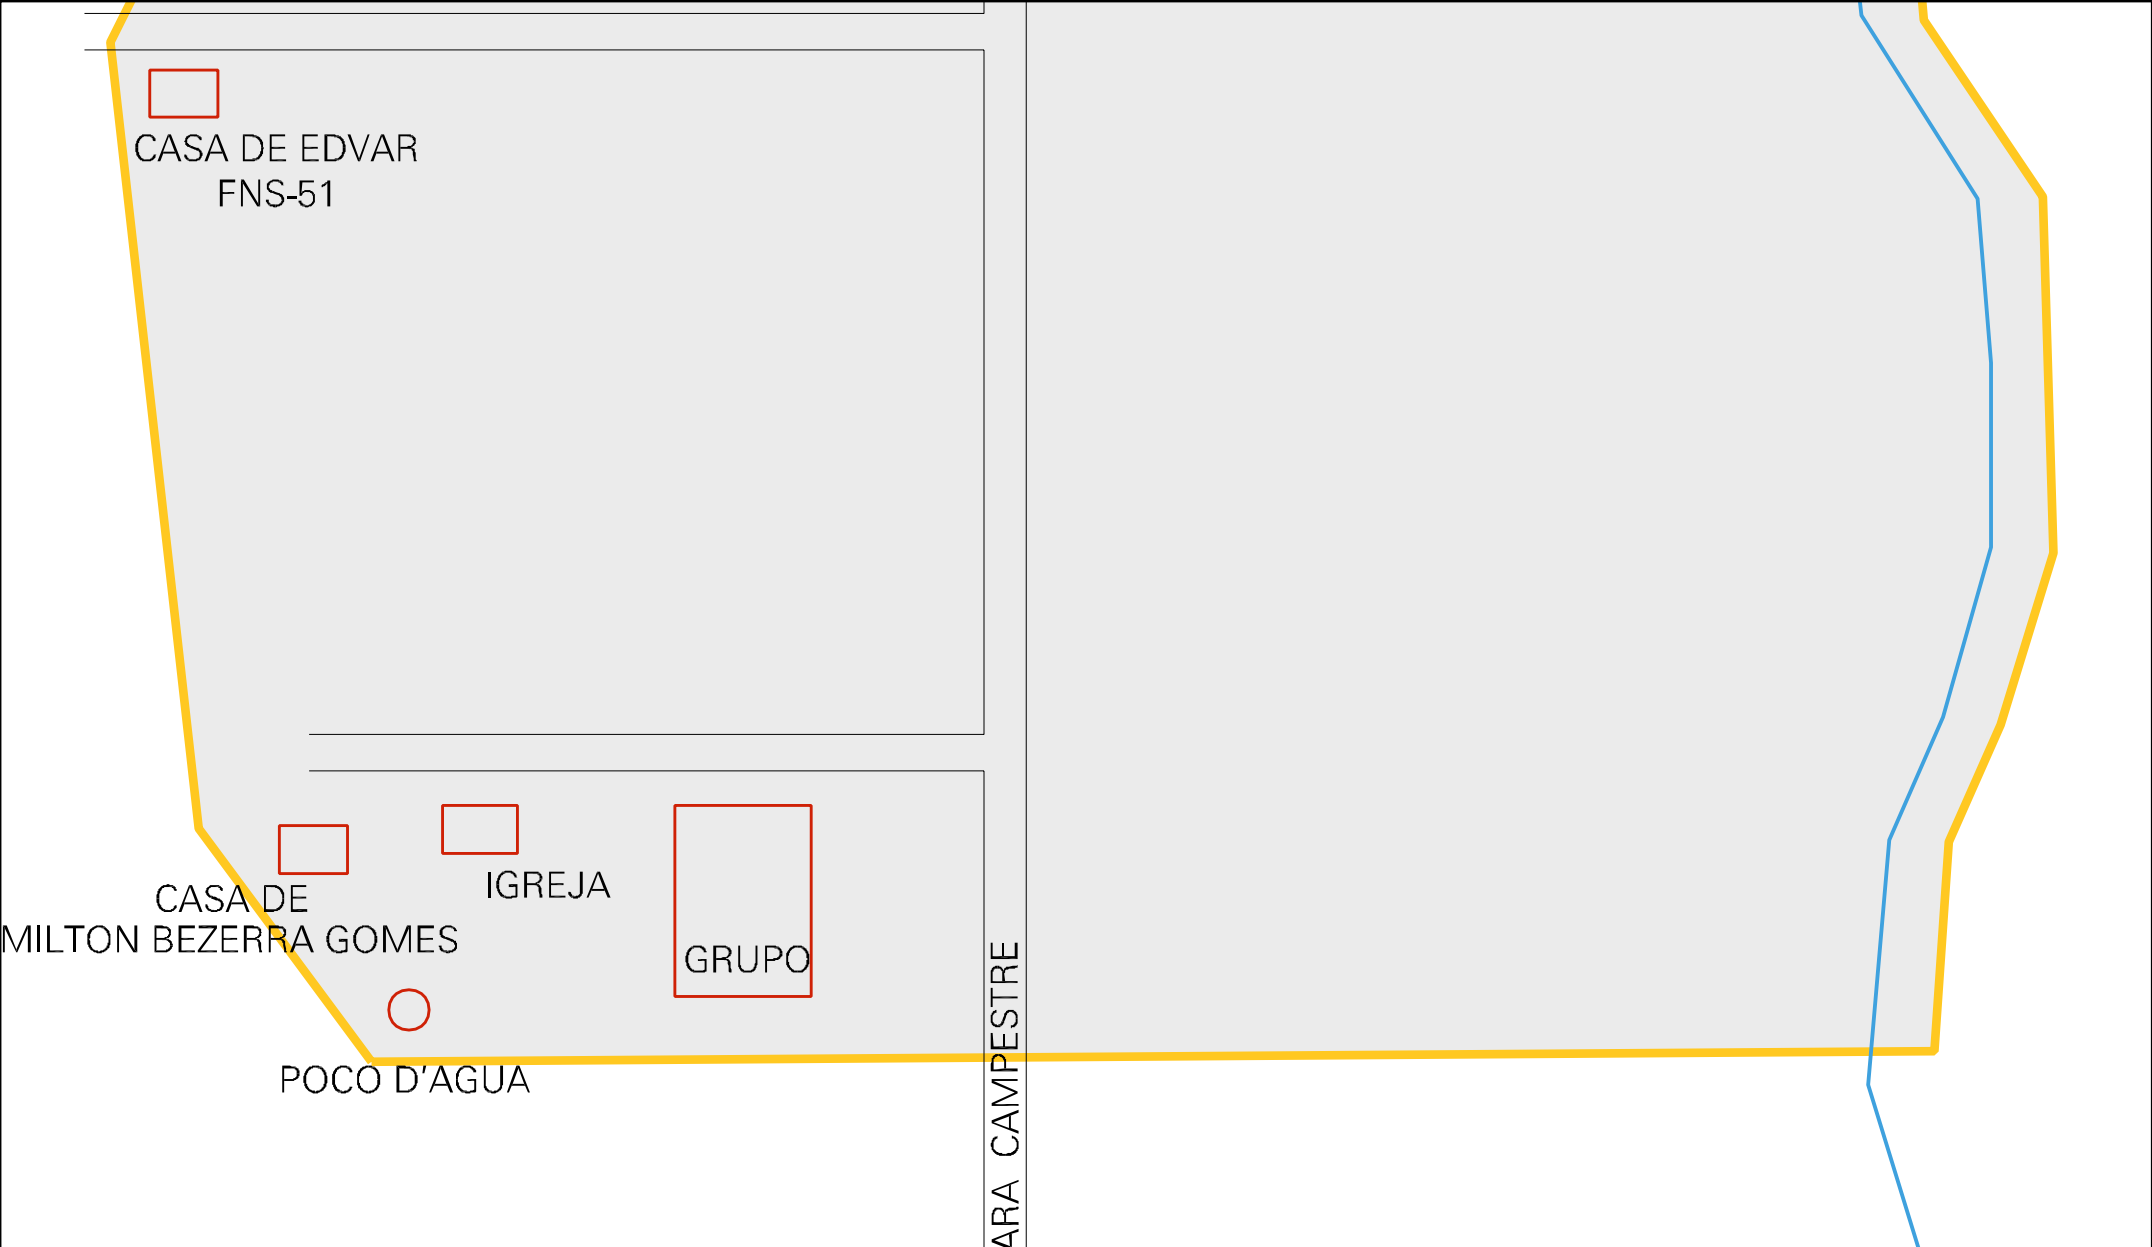 CASA DE EDVAR
FNS-51
CASA DE
MILTON BEZERRA GOMES
IGREJA
GRUPO
POCO D'AGUA
ARA CAMPESTRE